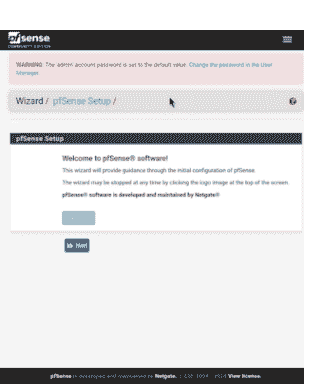 pfsense
COMMUNITY EDITION
WARNING: The admin account password is set to the default value. Change the password in the User
Manager.
Wizard / pfSense Setup /
pfSense Setup
Welcome to pfSense® software!
This wizard will provide guidance through the initial configuration of pfSense.
The wizard may be stopped at any time by clicking the logo image at the top of the screen.
pfSense® software is developed and maintained by Netgate®
Next
pfSense is developed and maintained by Netgate. View license.